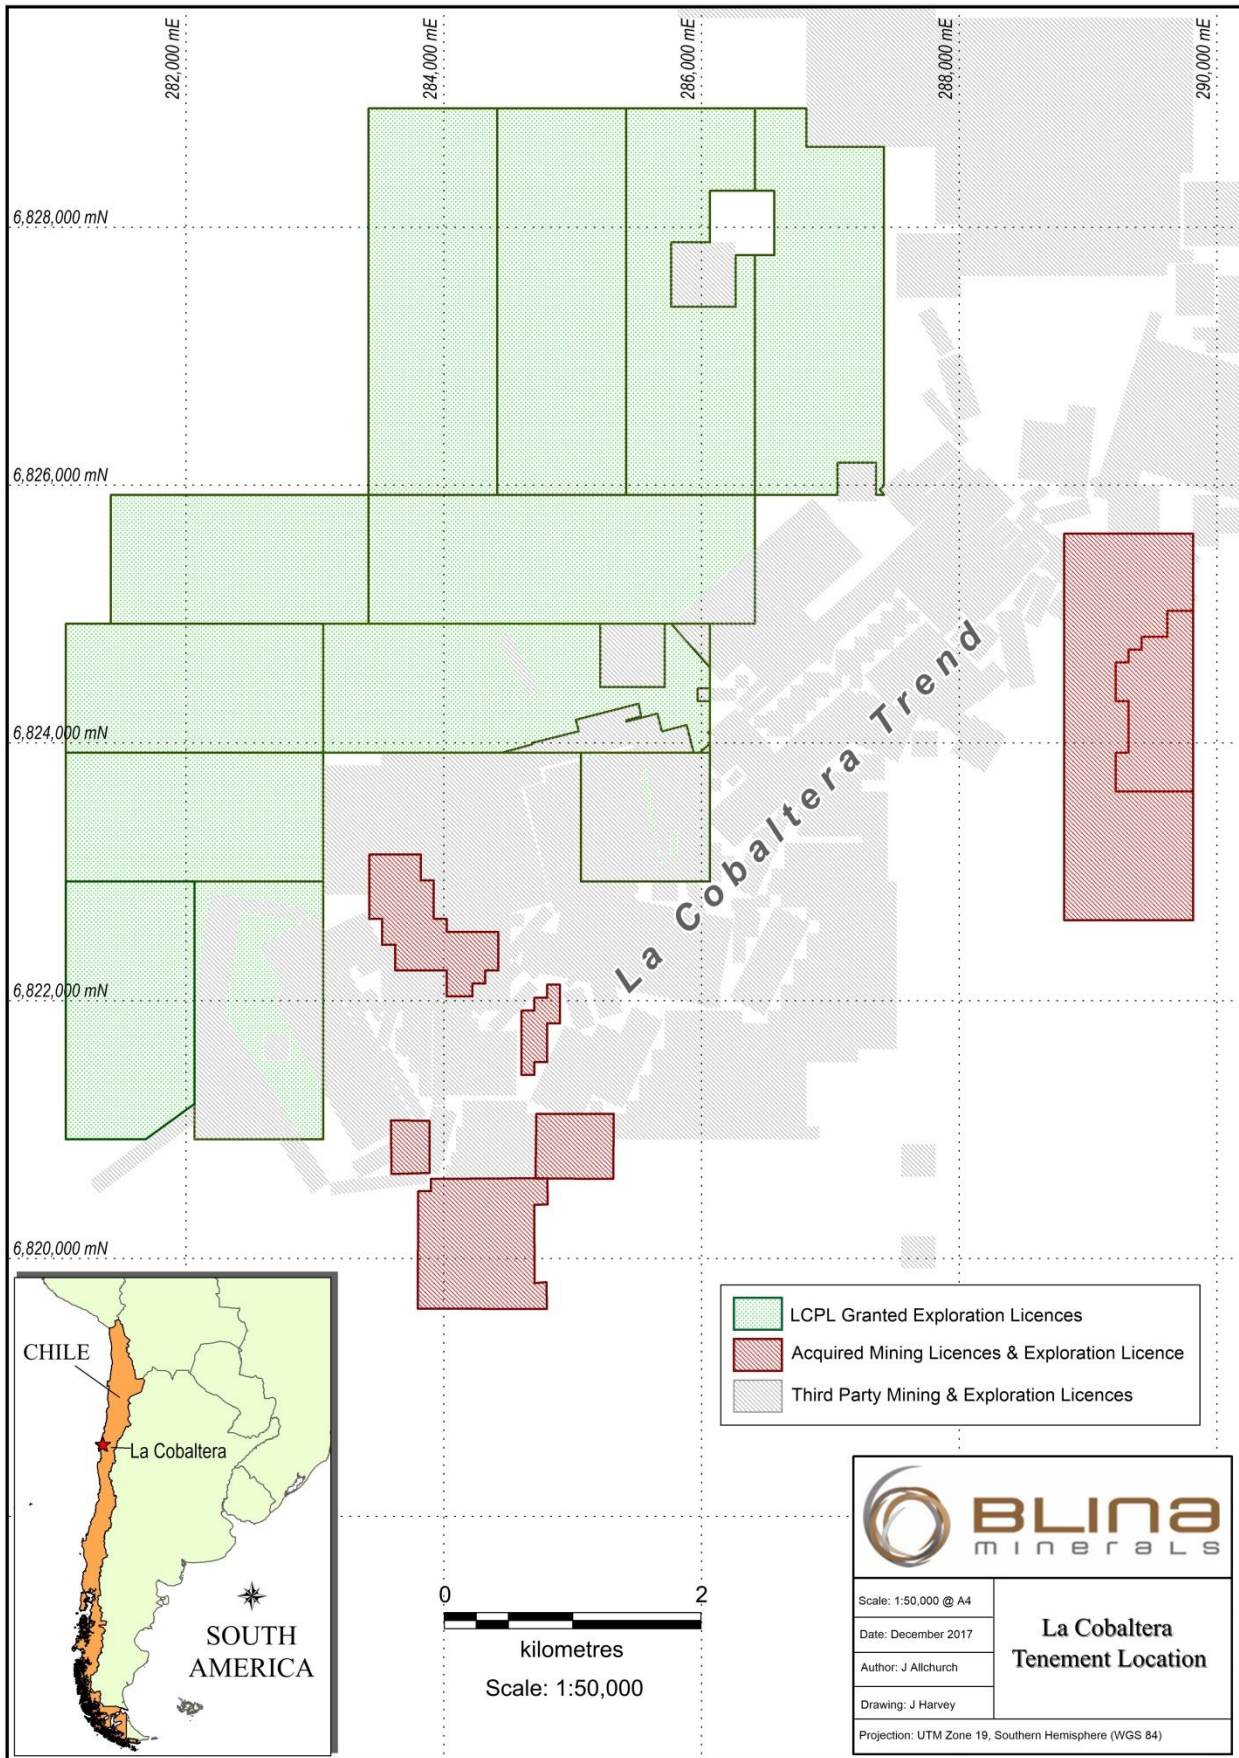 282,000 mE
284,000 mE
286,000 mE
288,000 mE
290,000 mE
6,828,000 mN
6,826,000 mN
6,824,000 mN
6,822,000 mN
6,820,000 mN
La Cobaltera Trend
LCPL Granted Exploration Licences
Acquired Mining Licences & Exploration Licence
Third Party Mining & Exploration Licences
CHILE
La Cobaltera
SOUTH
AMERICA
0 2
kilometres
Scale: 1:50,000
BLINA
minerals
Scale: 1:50,000 @ A4
Date: December 2017
Author: J Allchurch
Drawing: J Harvey
La Cobaltera
Tenement Location
Projection: UTM Zone 19, Southern Hemisphere (WGS 84)